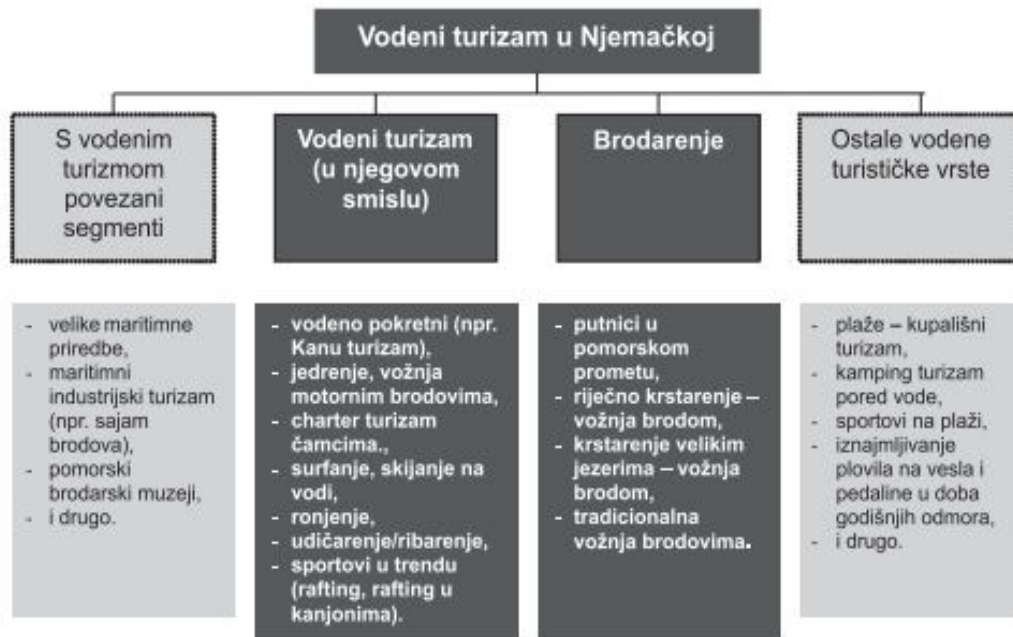 Vodeni turizam u Njemačkoj
S vodenim
turizmom
povezani
segmenti
Vodeni turizam
(u njegovom
smislu)
Brodarenje
Ostale vodene
turističke vrste
- velike maritimne
priredbe,
- maritimni
industrijski turizam
(npr. sajam
brodova),
- pomorski
brodarski muzeji,
- i drugo.
- vodeno pokretni (npr.
Kanu turizam),
- jedrenje, vožnja
motornim brodovima,
- charter turizam
čamcima.,
- surfanje, skijanje na
vodi,
- ronjenje,
- udičarenje/ribarenje,
- sportovi u trendu
(rafting, rafting u
kanjonima).
- putnici u
pomorskom
prometu,
- riječno krstarenje –
vožnja brodom,
- krstarenje velikim
jezerima – vožnja
brodom,
- tradicionalna
vožnja brodovima.
- plaže – kupališni
turizam,
- kamping turizam
pored vode,
- sportovi na plaži,
- iznajmljivanje
plovila na vesla i
pedaline u doba
godišnjih odmora,
- i drugo.